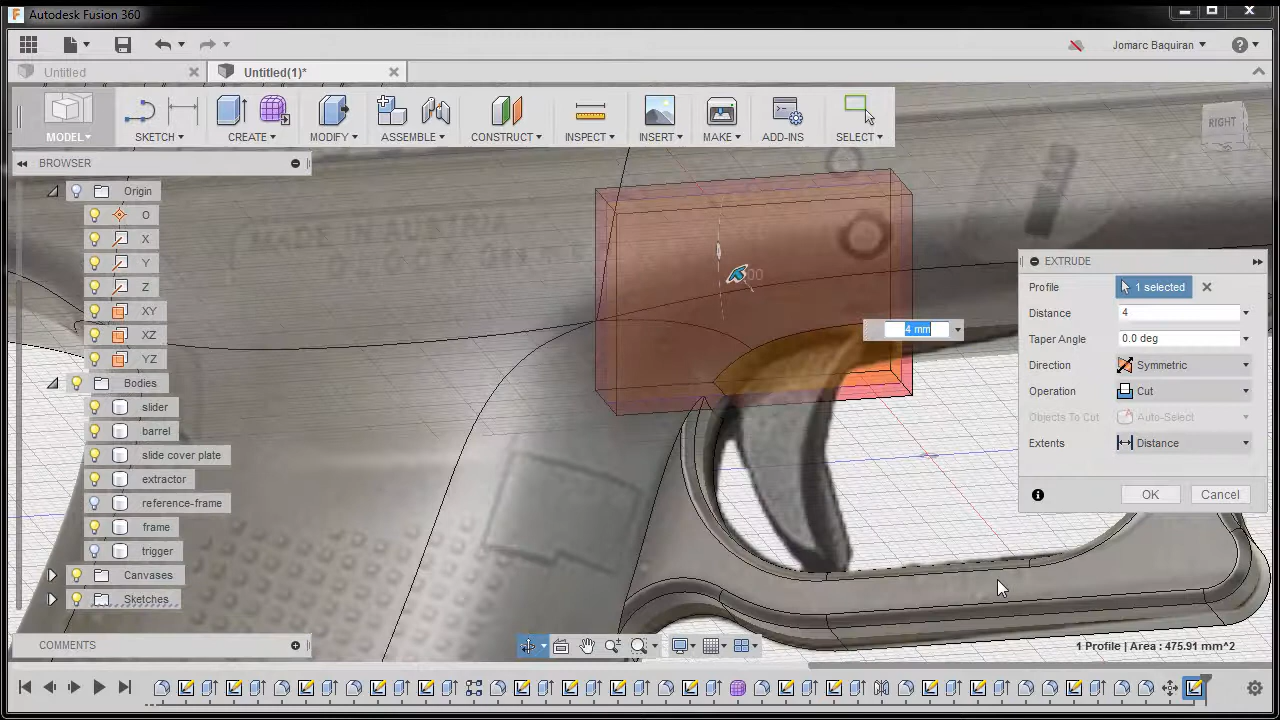 Autodesk Fusion 360
Jomarc Baquiran
Untitled
Untitled(1)*
MODEL
SKETCH
CREATE
MODIFY
ASSEMBLE
CONSTRUCT
INSPECT
INSERT
MAKE
ADD-INS
SELECT
RIGHT
BROWSER
Origin
O
X
Y
Z
XY
XZ
YZ
Bodies
slider
barrel
slide cover plate
extractor
reference-frame
frame
trigger
Canvases
Sketches
MADE IN AUSTRIA
4 mm
EXTRUDE
Profile 1 selected
Distance 4
Taper Angle 0.0 deg
Direction Symmetric
Operation Cut
Objects To Cut Auto-Select
Extents Distance
OK Cancel
COMMENTS
1 Profile | Area : 475.91 mm^2